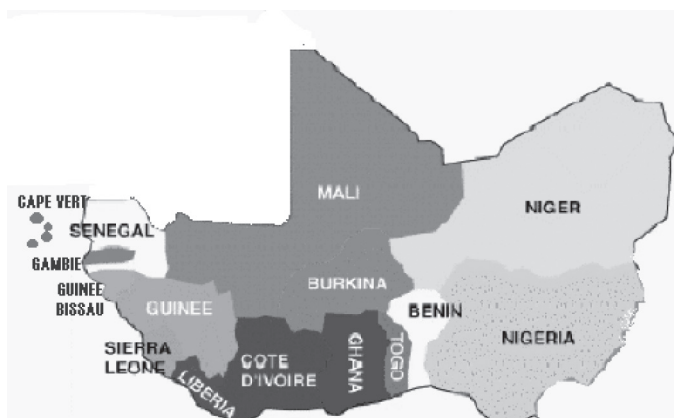 MALI
NIGER
CAPE VERT
SENEGAL
GAMBIE
GUINEE
BISSAU
GUINEE
BURKINA
BENIN
NIGERIA
SIERRA
LEONE
LIBERIA
COTE
D'IVOIRE
GHANA
TOGO